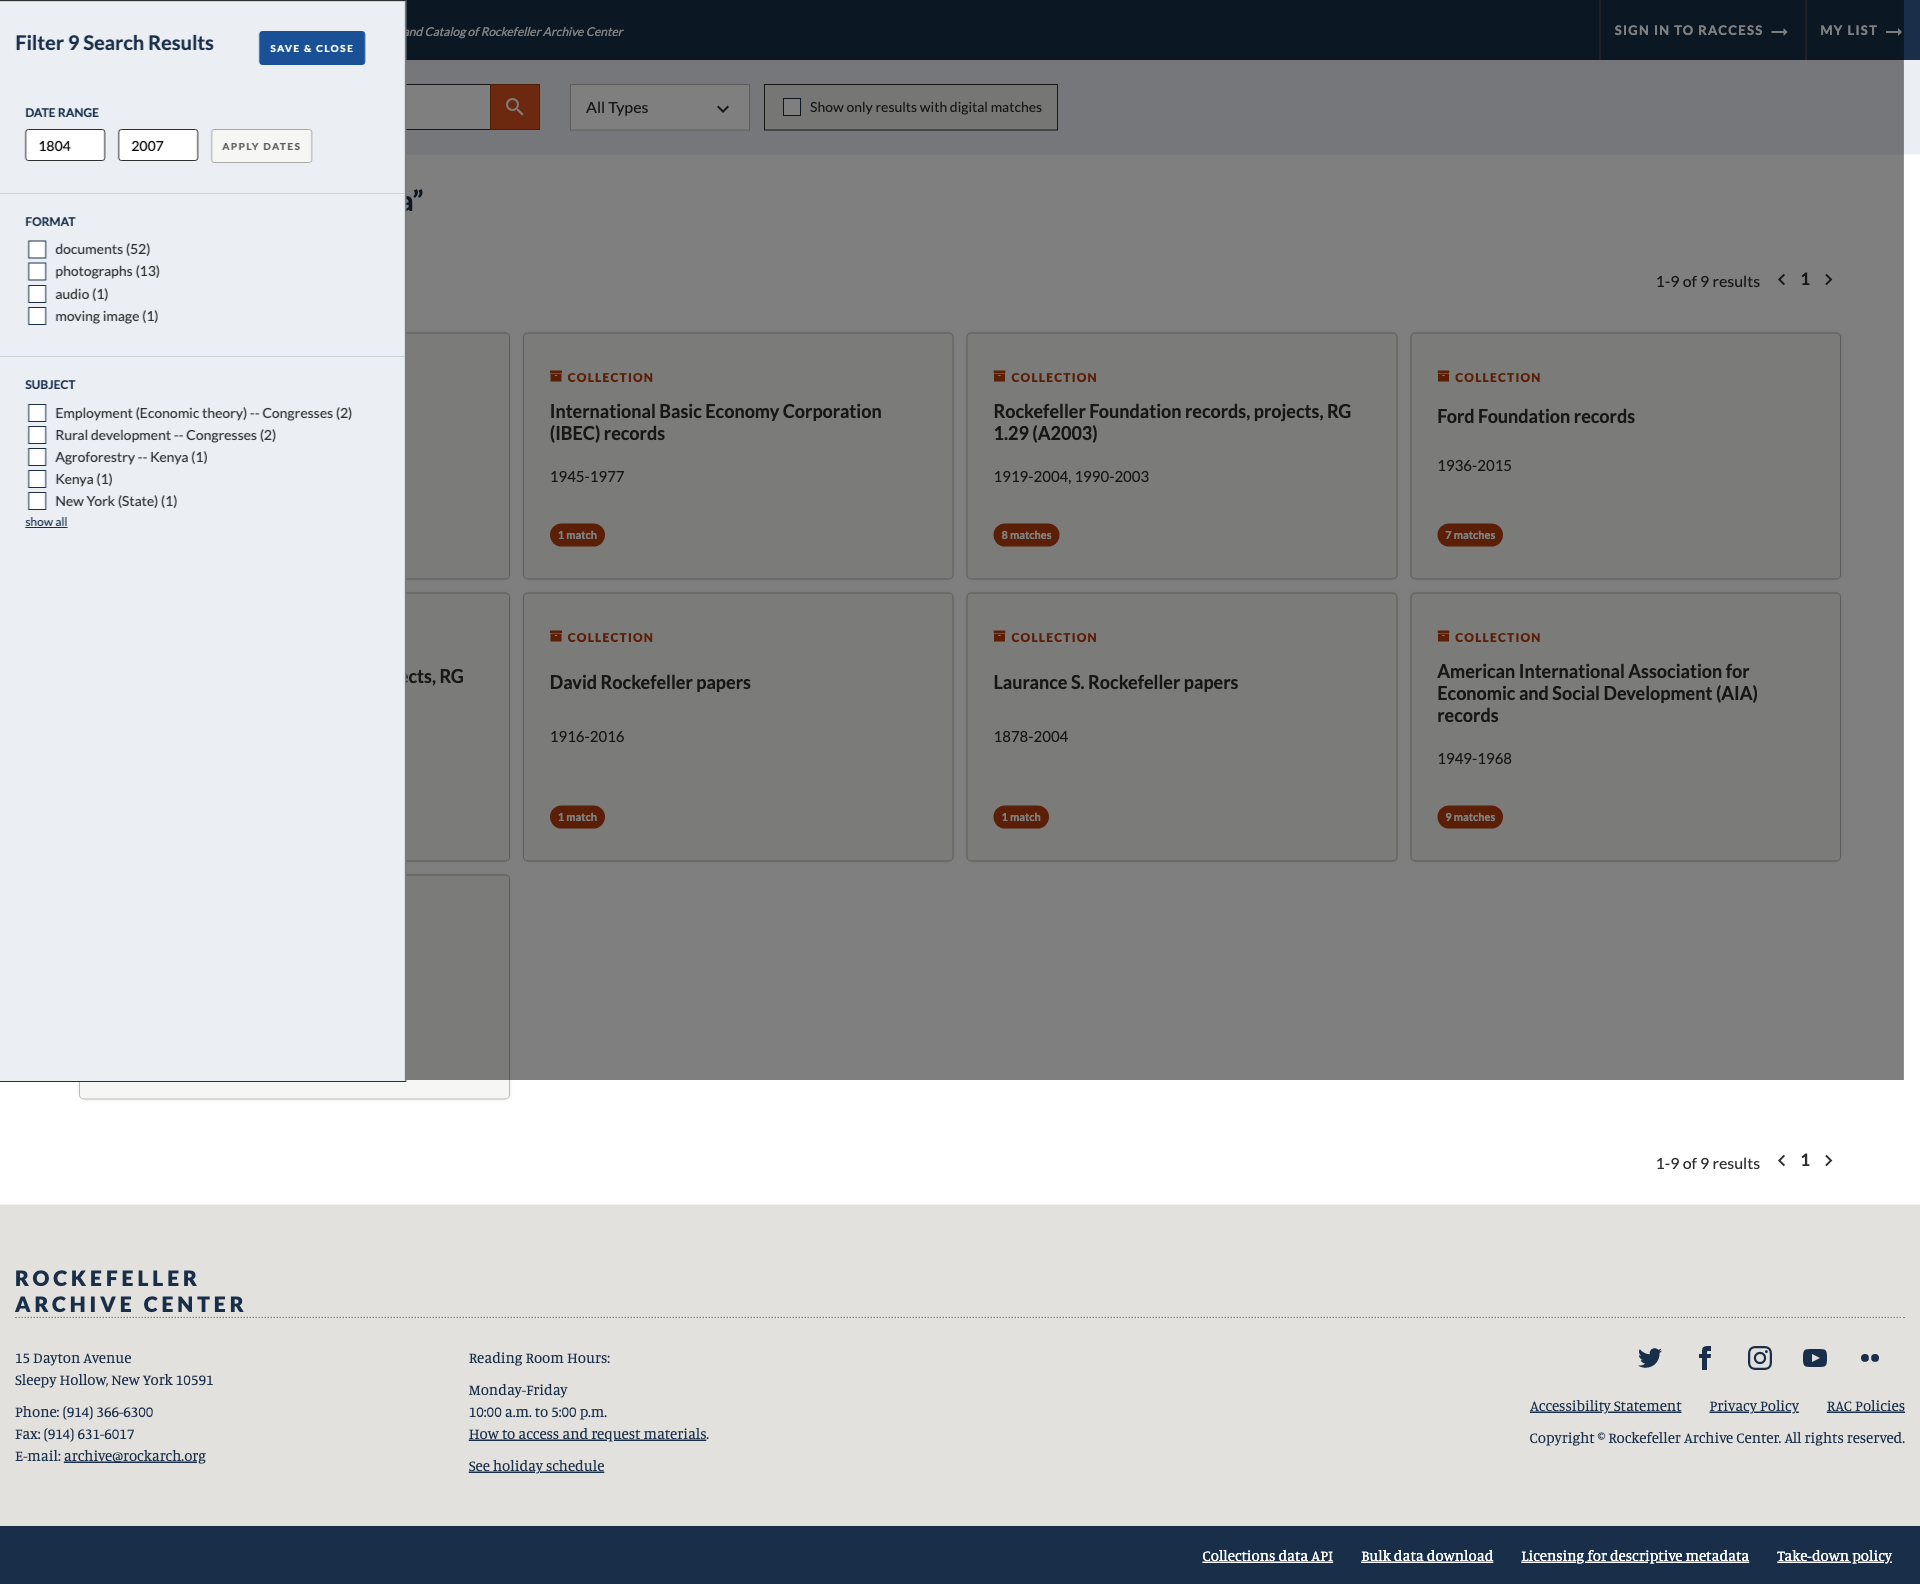 Filter 9 Search Results
SAVE & CLOSE
and Catalog of Rockefeller Archive Center
SIGN IN TO RACCESS
MY LIST
DATE RANGE
1804
2007
APPLY DATES
All Types
Show only results with digital matches
FORMAT
documents (52)
photographs (13)
audio (1)
moving image (1)
1-9 of 9 results
1
SUBJECT
Employment (Economic theory) -- Congresses (2)
Rural development -- Congresses (2)
Agroforestry -- Kenya (1)
Kenya (1)
New York (State) (1)
show all
COLLECTION
International Basic Economy Corporation
(IBEC) records
1945-1977
1 match
COLLECTION
Rockefeller Foundation records, projects, RG
1.29 (A2003)
1919-2004, 1990-2003
8 matches
COLLECTION
Ford Foundation records
1936-2015
7 matches
RG
COLLECTION
David Rockefeller papers
1916-2016
1 match
COLLECTION
Laurance S. Rockefeller papers
1878-2004
1 match
COLLECTION
American International Association for
Economic and Social Development (AIA)
records
1949-1968
9 matches
1-9 of 9 results
1
ROCKEFELLER
ARCHIVE CENTER
15 Dayton Avenue
Sleepy Hollow, New York 10591
Phone: (914) 366-6300
Fax: (914) 631-6017
E-mail: archive@rockarch.org
Reading Room Hours:
Monday-Friday
10:00 a.m. to 5:00 p.m.
How to access and request materials.
See holiday schedule
Accessibility Statement
Privacy Policy
RAC Policies
Copyright © Rockefeller Archive Center. All rights reserved.
Collections data API
Bulk data download
Licensing for descriptive metadata
Take-down policy